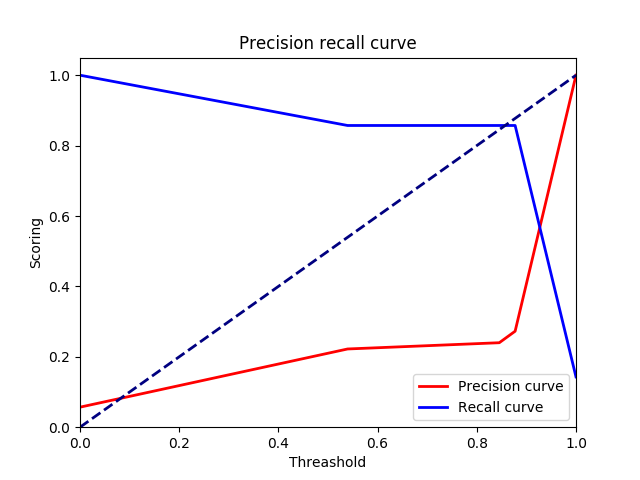 Precision recall curve
1.0
0.8
0.6
0.4
0.2
0.0
Scoring
0.0 0.2 0.4 0.6 0.8 1.0
Threashold
Precision curve
Recall curve